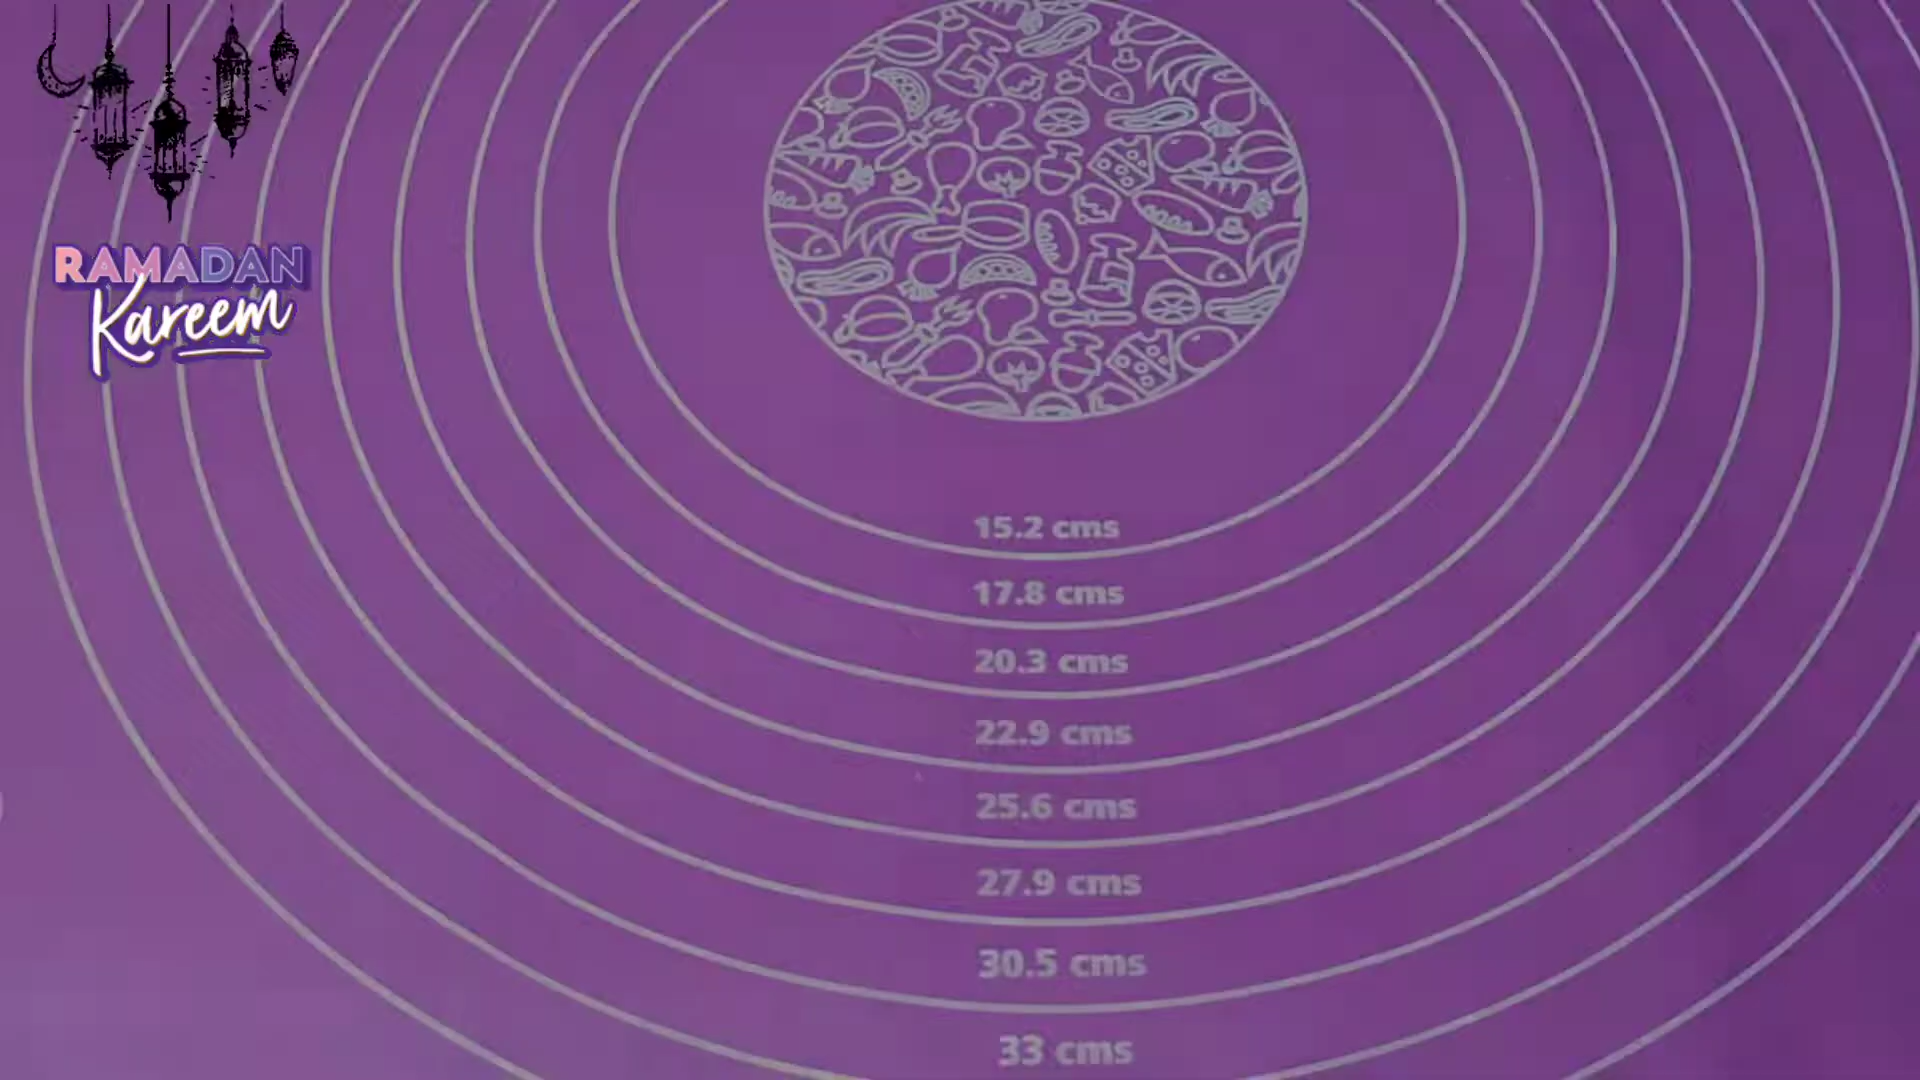 RAMADAN
Kareem
15.2 cms
17.8 cms
20.3 cms
22.9 cms
25.6 cms
27.9 cms
30.5 cms
33 cms